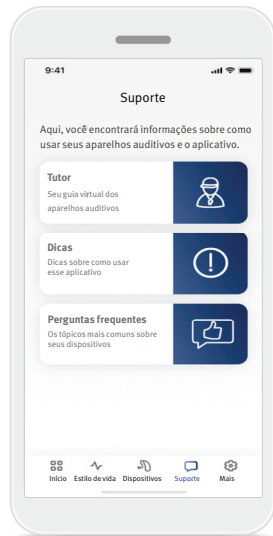 9:41
Suporte
Aqui, você encontrará informações sobre como
usar seus aparelhos auditivos e o aplicativo.
Tutor
Seu guia virtual dos
aparelhos auditivos
Dicas
Dicas sobre como usar
esse aplicativo
Perguntas frequentes
Os tópicos mais comuns sobre
seus dispositivos
Início Estilo de vida Dispositivos Suporte Mais